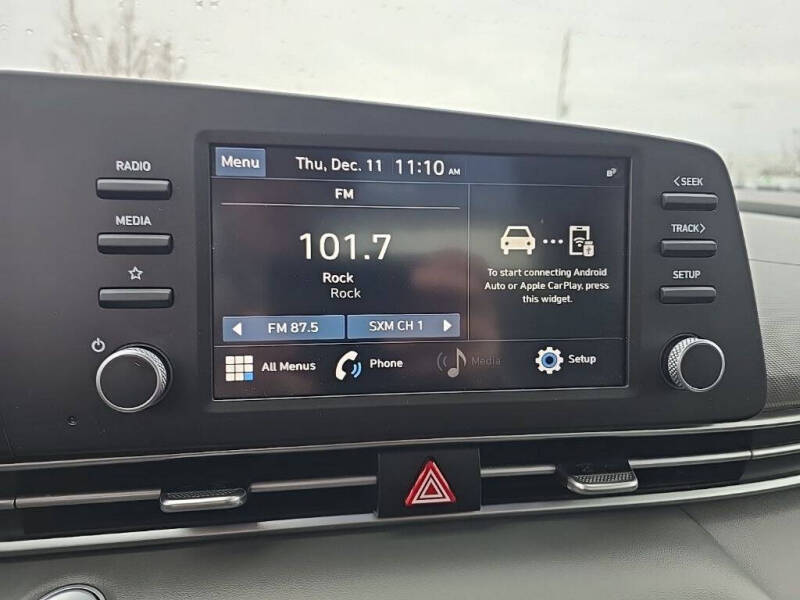 RADIO
MEDIA
Menu
Thu, Dec. 11 11:10 AM
FM
101.7
Rock
Rock
FM 87.5
SXM CH 1
To start connecting Android
Auto or Apple CarPlay, press
this widget.
All Menus
Phone
Media
Setup
<SEEK
TRACK>
SETUP